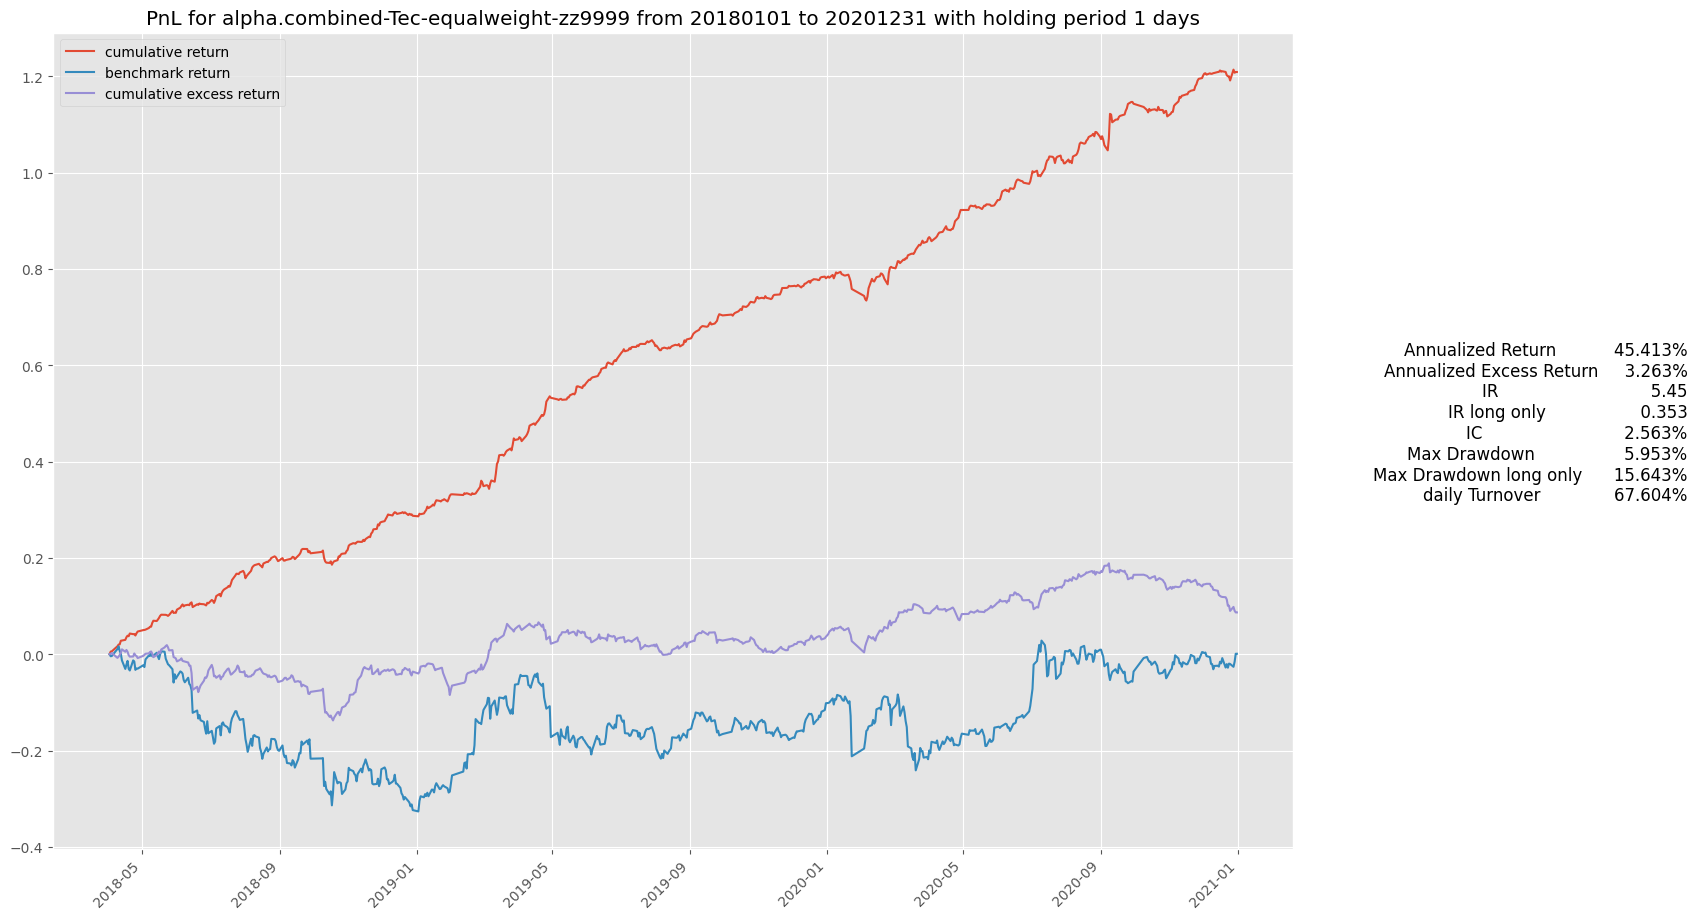 PnL for alpha.combined-Tec-equalweight-zz9999 from 20180101 to 20201231 with holding period 1 days
cumulative return
benchmark return
cumulative excess return
1.2
1.0
0.8
0.6
0.4
0.2
0.0
−0.2
−0.4
2018-05
2018-09
2019-01
2019-05
2019-09
2020-01
2020-05
2020-09
2021-01
Annualized Return 45.413%
Annualized Excess Return 3.263%
IR 5.45
IR long only 0.353
IC 2.563%
Max Drawdown 5.953%
Max Drawdown long only 15.643%
daily Turnover 67.604%